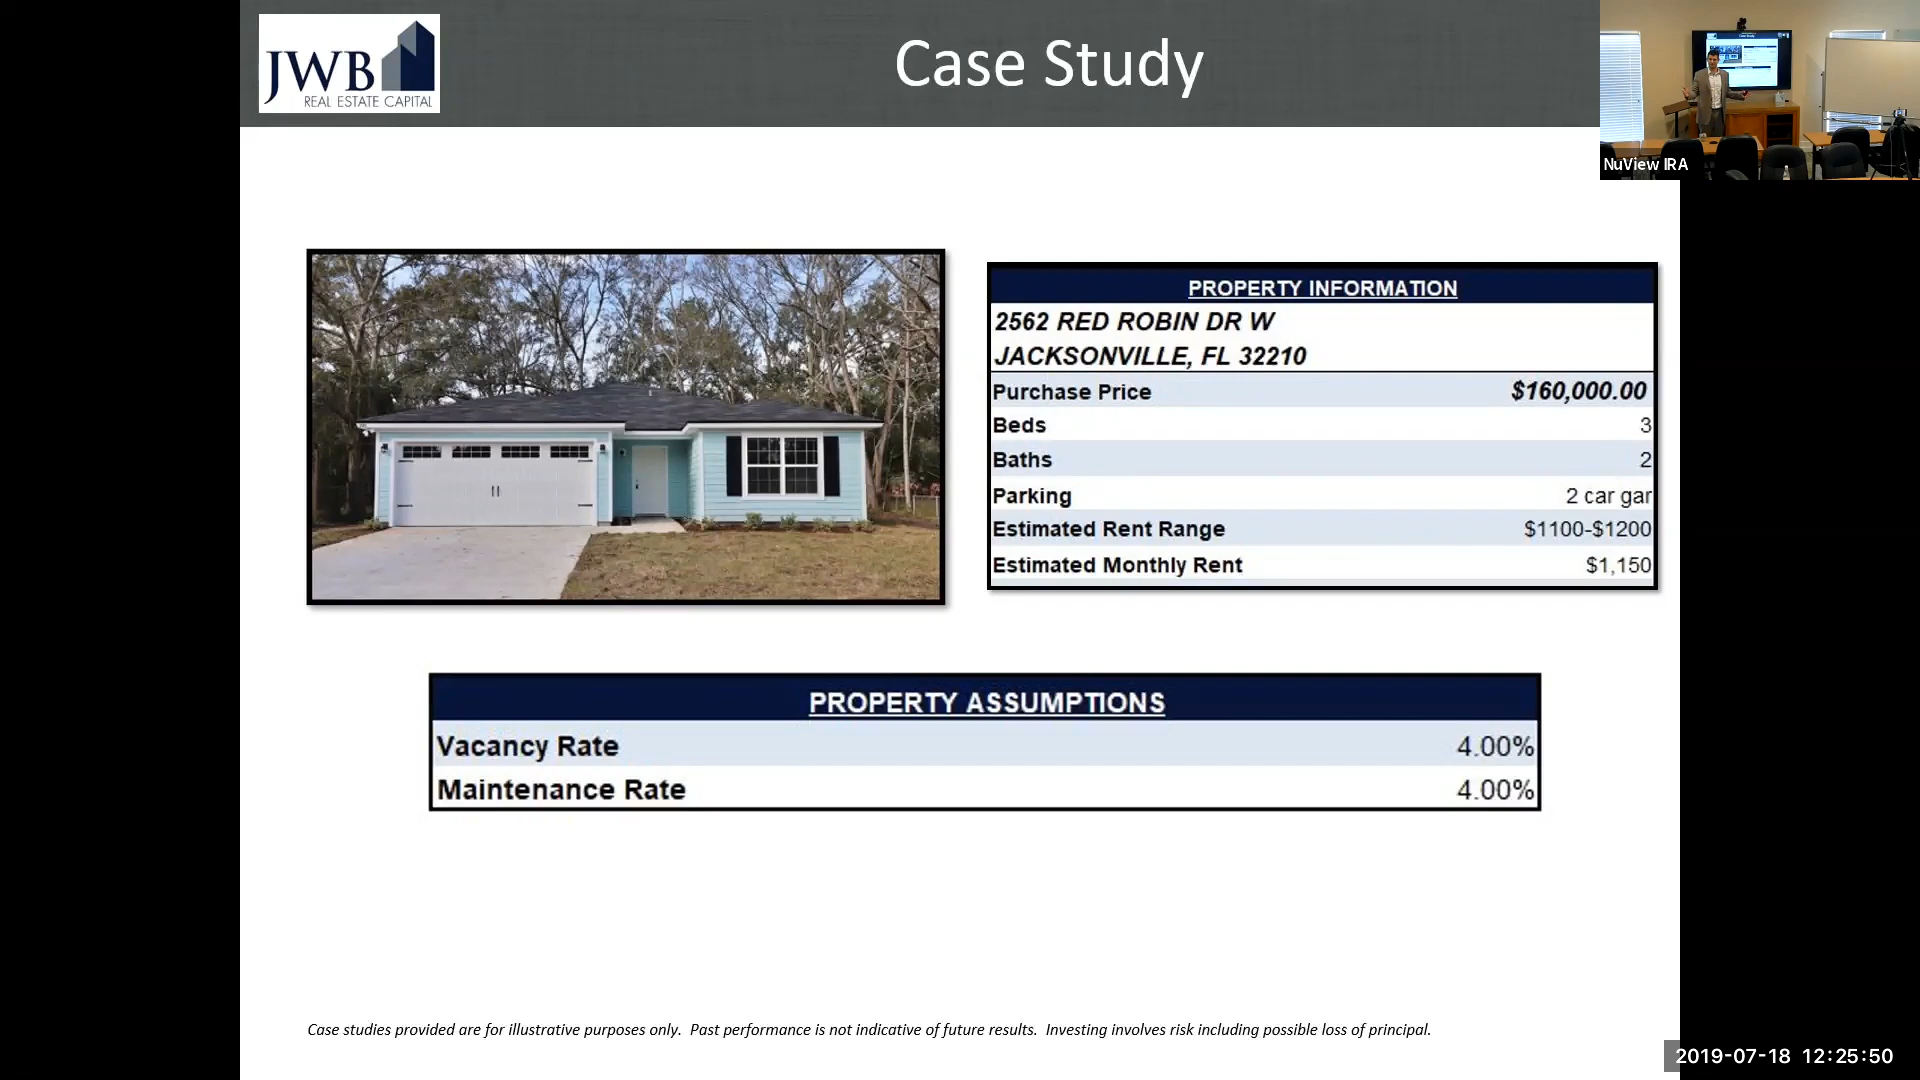 JWB
REAL ESTATE CAPITAL
Case Study
NuView IRA
PROPERTY INFORMATION
2562 RED ROBIN DR W
JACKSONVILLE, FL 32210
Purchase Price $160,000.00
Beds 3
Baths 2
Parking 2 car gar
Estimated Rent Range $1100-$1200
Estimated Monthly Rent $1,150
PROPERTY ASSUMPTIONS
Vacancy Rate 4.00%
Maintenance Rate 4.00%
Case studies provided are for illustrative purposes only.  Past performance is not indicative of future results.  Investing involves risk including possible loss of principal.
2019-07-18 12:25:50